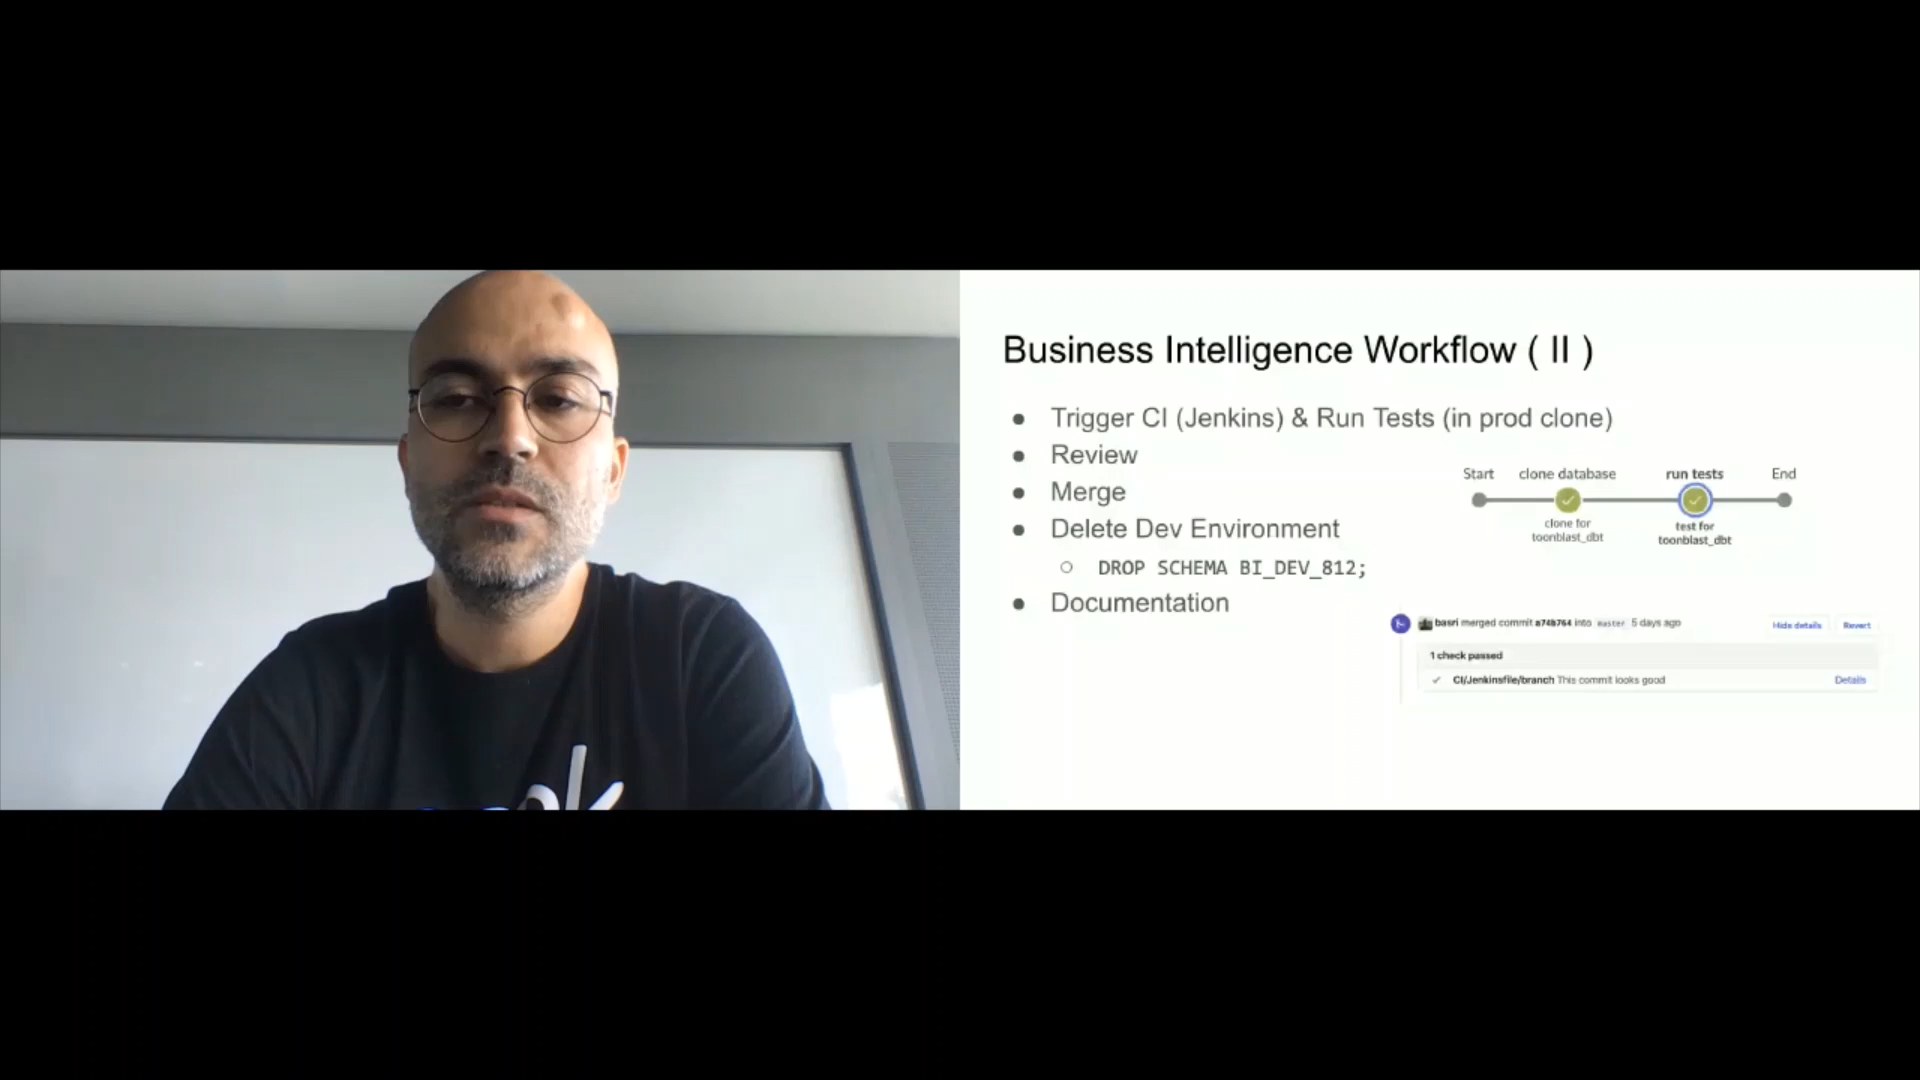 Business Intelligence Workflow ( II )
● Trigger CI (Jenkins) & Run Tests (in prod clone)
● Review
● Merge
● Delete Dev Environment
○ DROP SCHEMA BI_DEV_812;
● Documentation
Start clone database run tests End
clone for
toonblast_dbt
test for
toonblast_dbt
basri merged commit a74b764 into master 5 days ago Hide details Revert
1 check passed
CI/Jenkinsfile/branch This commit looks good Details